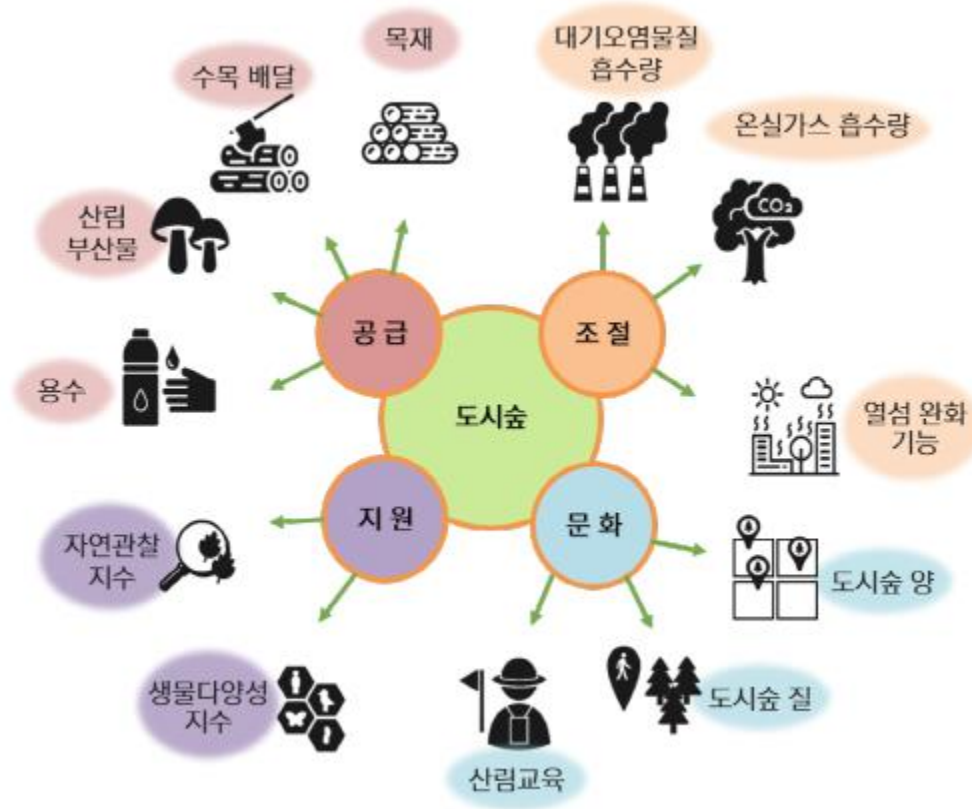 목재
수목 배달
대기오염물질
흡수량
온실가스 흡수량
CO₂
산림
부산물
공 급
조 절
용수
도시숲
열섬 완화
기능
지 원
문 화
자연관찰
지수
도시숲 양
생물다양성
지수
도시숲 질
산림교육